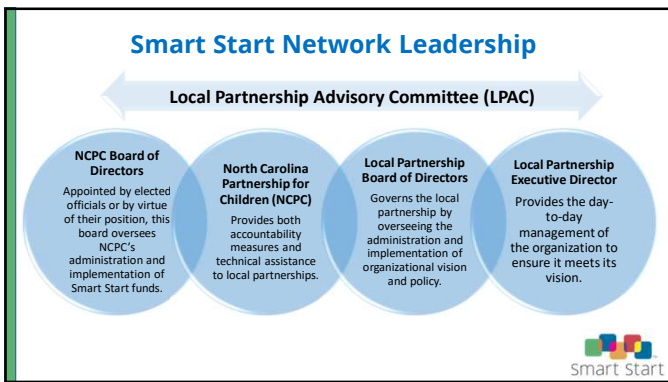 Smart Start Network Leadership
Local Partnership Advisory Committee (LPAC)
NCPC Board of
Directors
Appointed by elected
officials or by virtue
of their position, this
board oversees
NCPC’s
administration and
implementation of
Smart Start funds.
North Carolina
Partnership for
Children (NCPC)
Provides both
accountability
measures and
technical assistance
to local partnerships.
Local Partnership
Board of Directors
Governs the local
partnership by
overseeing the
administration and
implementation of
organizational vision
and policy.
Local Partnership
Executive Director
Provides the day-
to-day
management of
the organization to
ensure it meets its
vision.
Smart Start